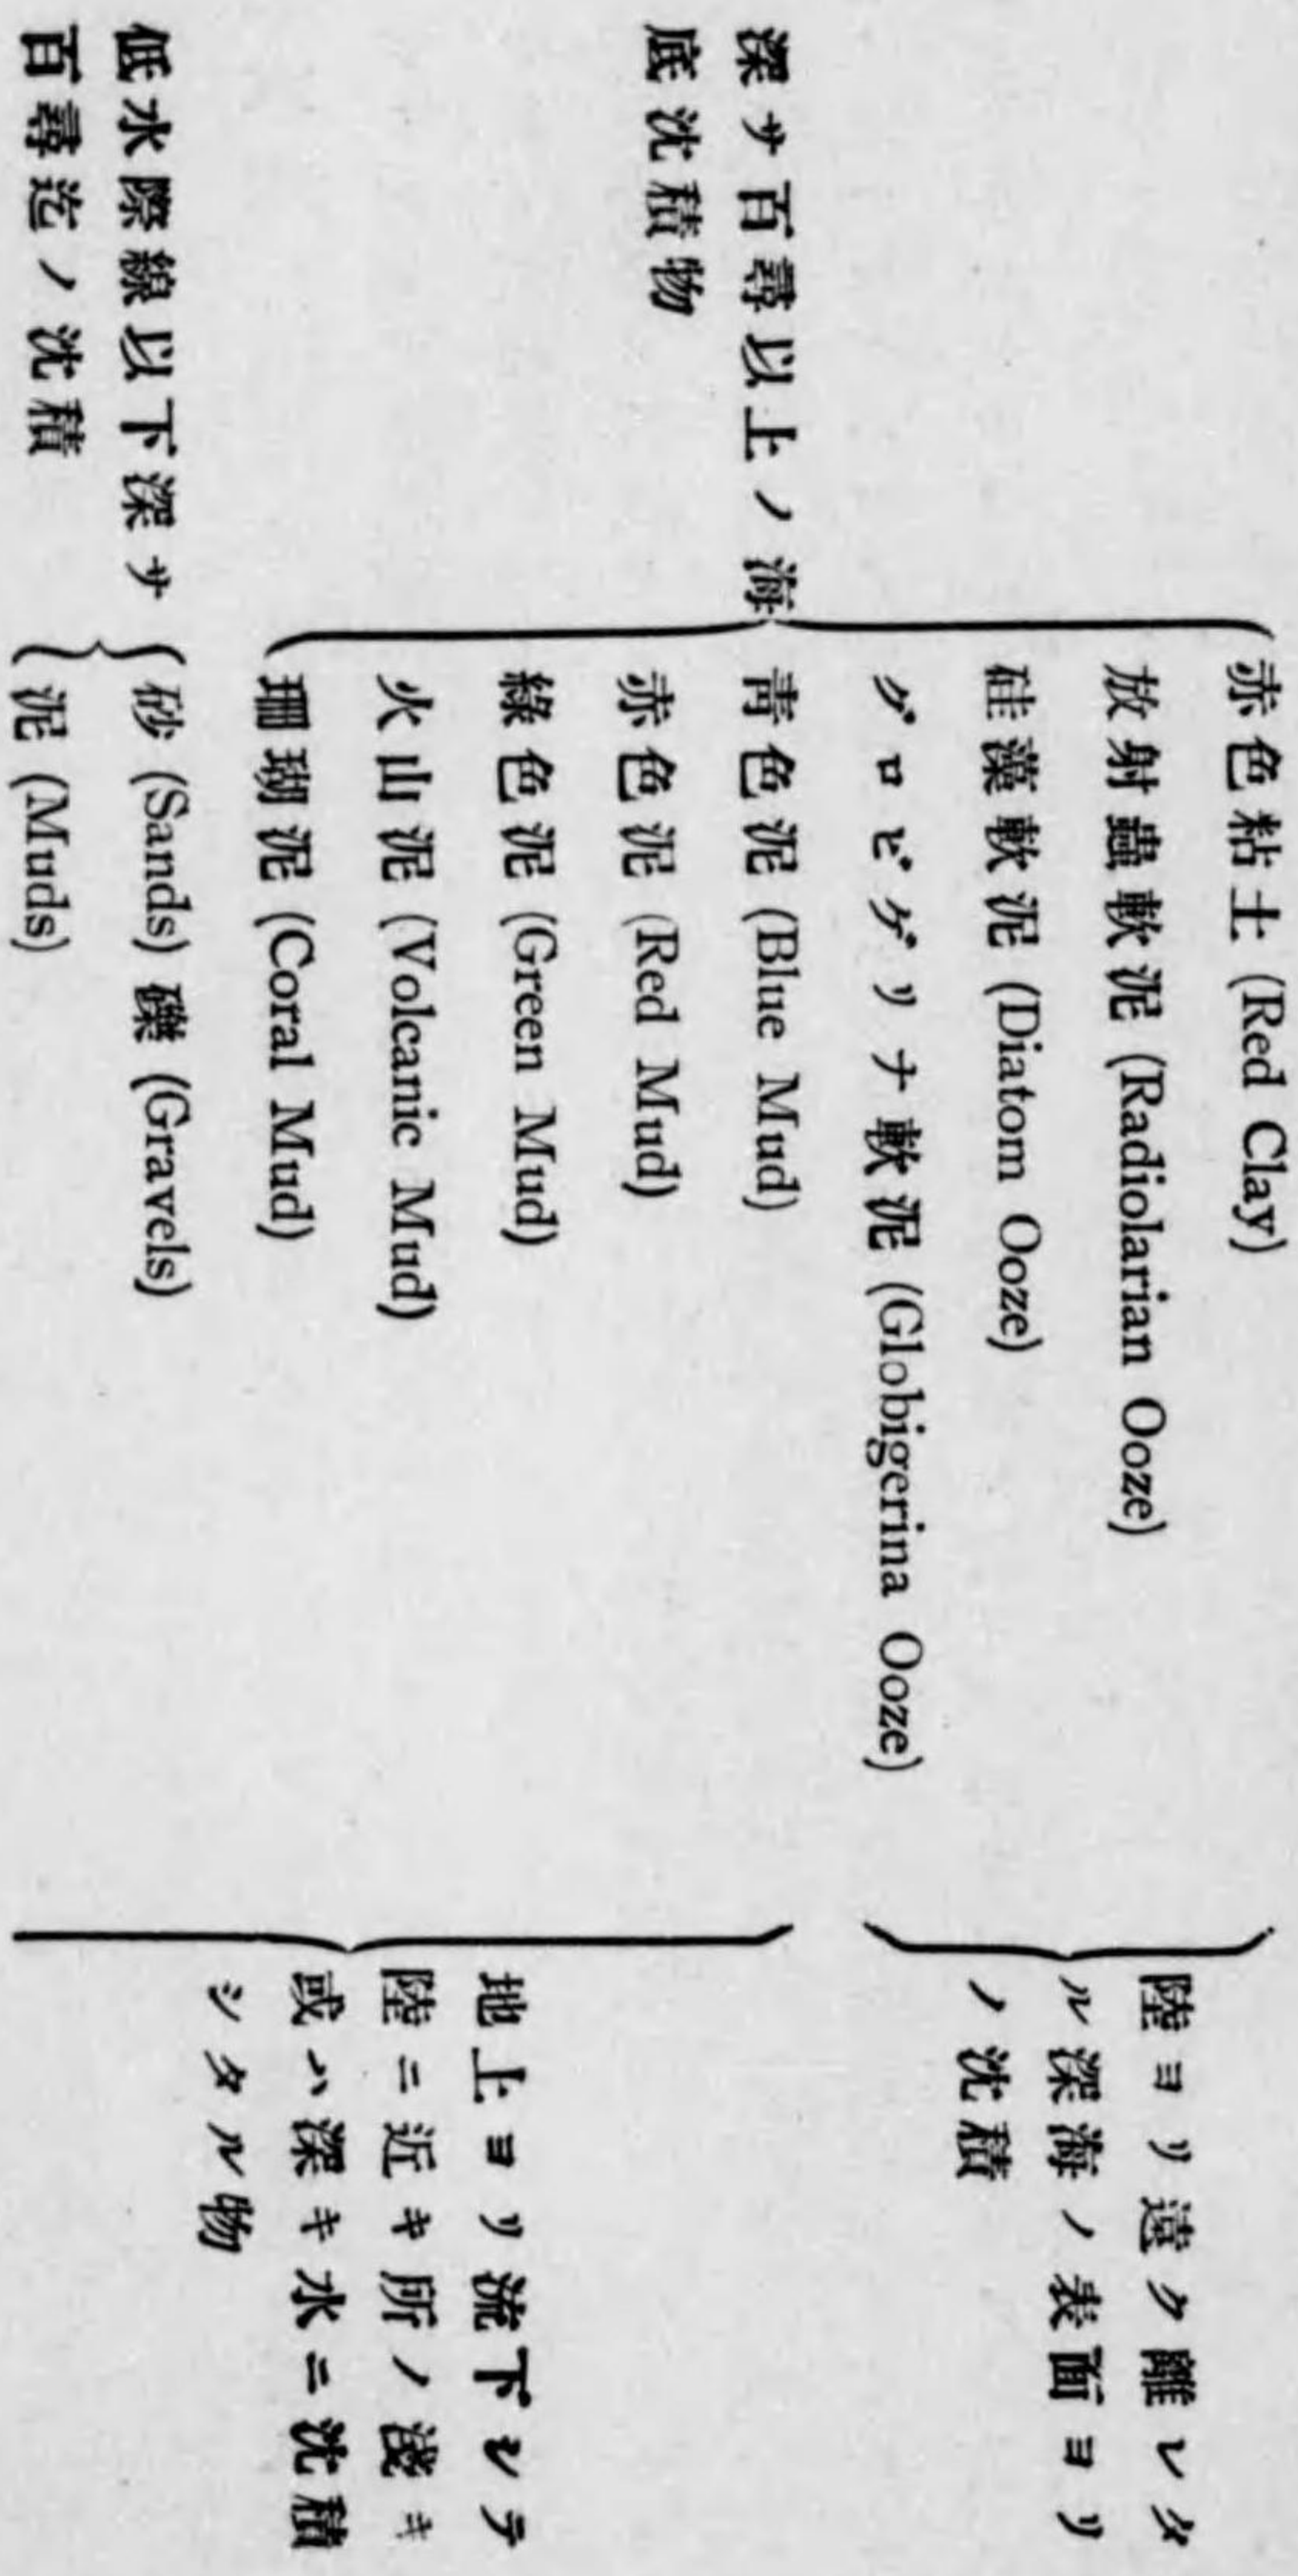 赤色粘土 (Red Clay)
放射蟲軟泥 (Radiolarian Ooze)
硅藻軟泥 (Diatom Ooze)
グロビゲリナ軟泥 (Globigerina Ooze)
陸ヨリ遠ク離レタ
ル深海ノ表面ヨリ
ノ沈積
深サ百尋以上ノ海
底沈積物
青色泥 (Blue Mud)
赤色泥 (Red Mud)
綠色泥 (Green Mud)
火山泥 (Volcanic Mud)
珊瑚泥 (Coral Mud)
低水際線以下深サ
百尋迄ノ沈積
砂 (Sands) 礫 (Gravels)
泥 (Muds)
地上ヨリ流下シテ
陸ニ近キ所ノ淺キ
或ハ深キ水ニ沈積
シタル物